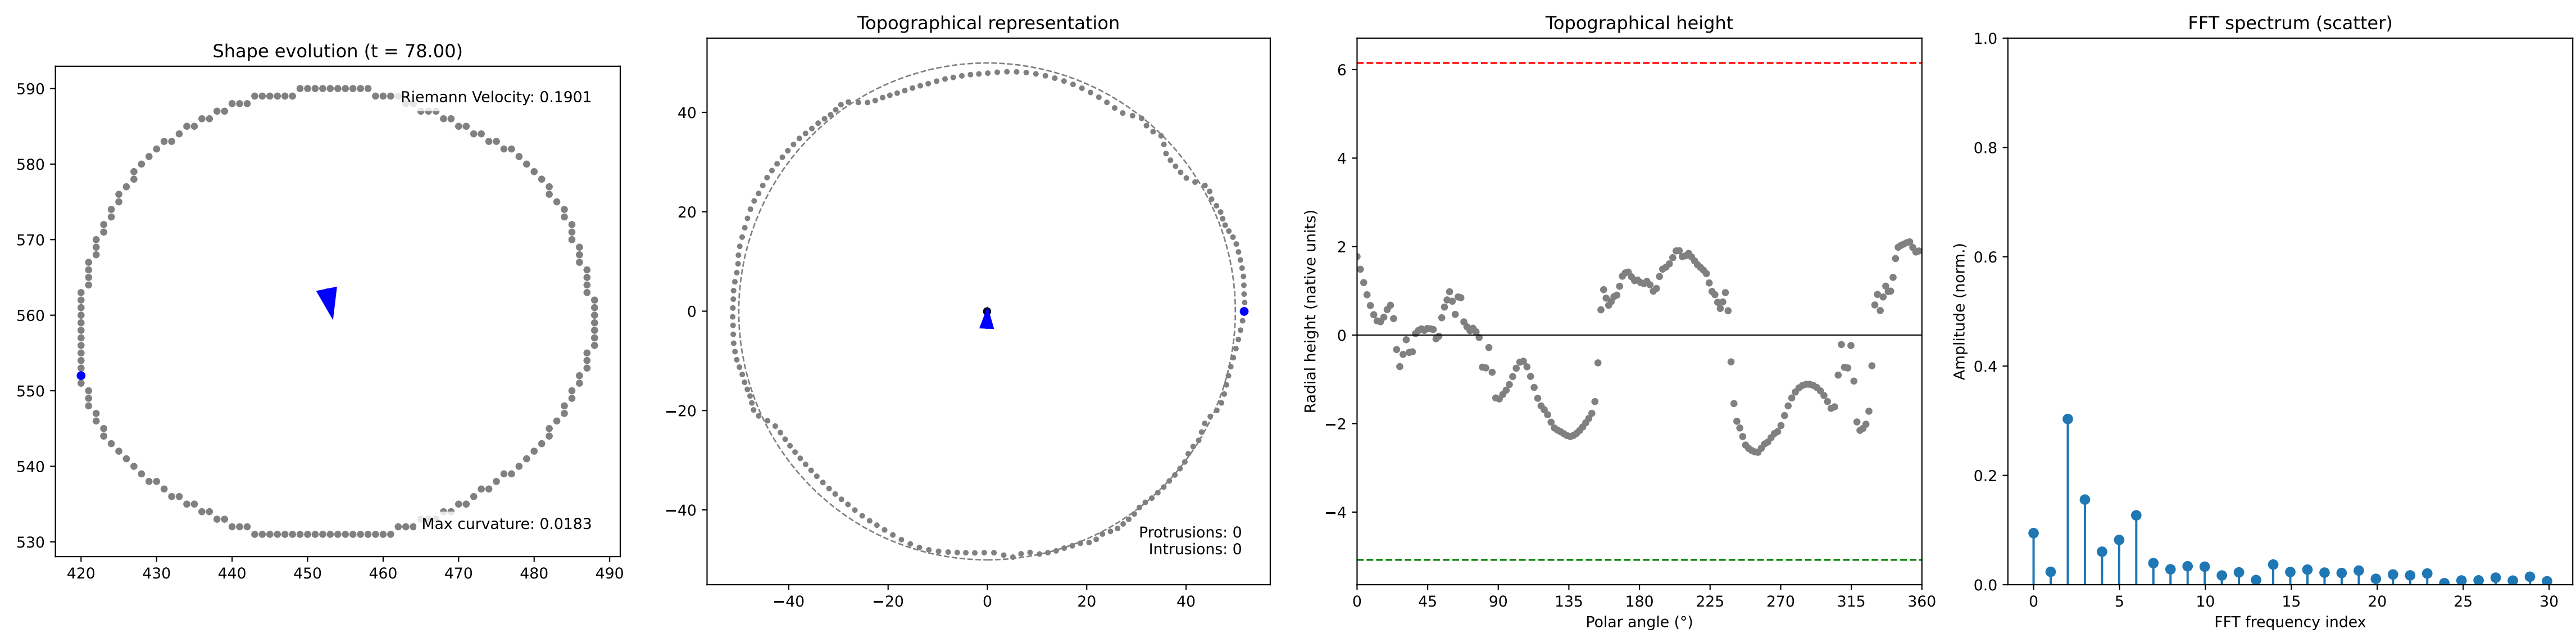 Shape evolution (t = 78.00)
Riemann Velocity: 0.1901
Max curvature: 0.0183
590
580
570
560
550
540
530
420 430 440 450 460 470 480 490
Topographical representation
40
20
0
−20
−40
−40 −20 0 20 40
Protrusions: 0
Intrusions: 0
Topographical height
Radial height (native units)
6
4
2
0
−2
−4
0 45 90 135 180 225 270 315 360
Polar angle (°)
FFT spectrum (scatter)
Amplitude (norm.)
1.0
0.8
0.6
0.4
0.2
0.0
0 5 10 15 20 25 30
FFT frequency index